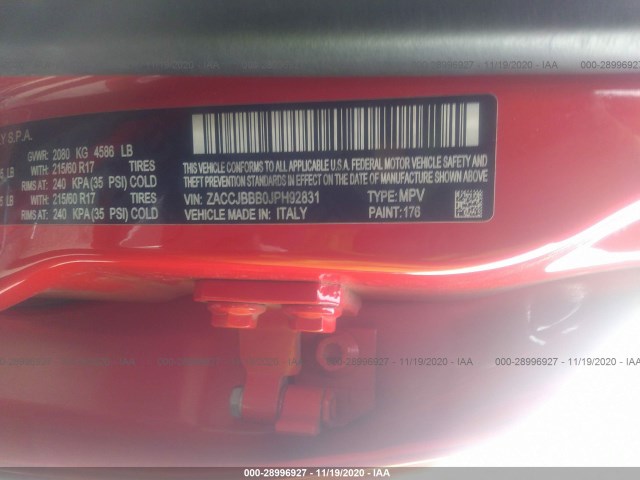 000-28996927 - 11/19/2020 - IAA
Y S.P.A.
GVWR: 2080 KG 4586 LB
LB WITH: 215/60 R17 TIRES
RIMS AT: 240 KPA(35 PSI) COLD
LB WITH: 215/60 R17 TIRES
RIMS AT: 240 KPA(35 PSI) COLD
THIS VEHICLE CONFORMS TO ALL APPLICABLE U.S.A. FEDERAL MOTOR VEHICLE SAFETY AND
THEFT PREVENTION STANDARDS IN EFFECT ON THE DATE OF MANUFACTURE SHOWN ABOVE.
VIN: ZACCJBBB0JPH92831 TYPE: MPV
VEHICLE MADE IN: ITALY PAINT: 176
000-28996927 - 11/19/2020 - IAA
000-28996927 - 11/19/2020 - IAA